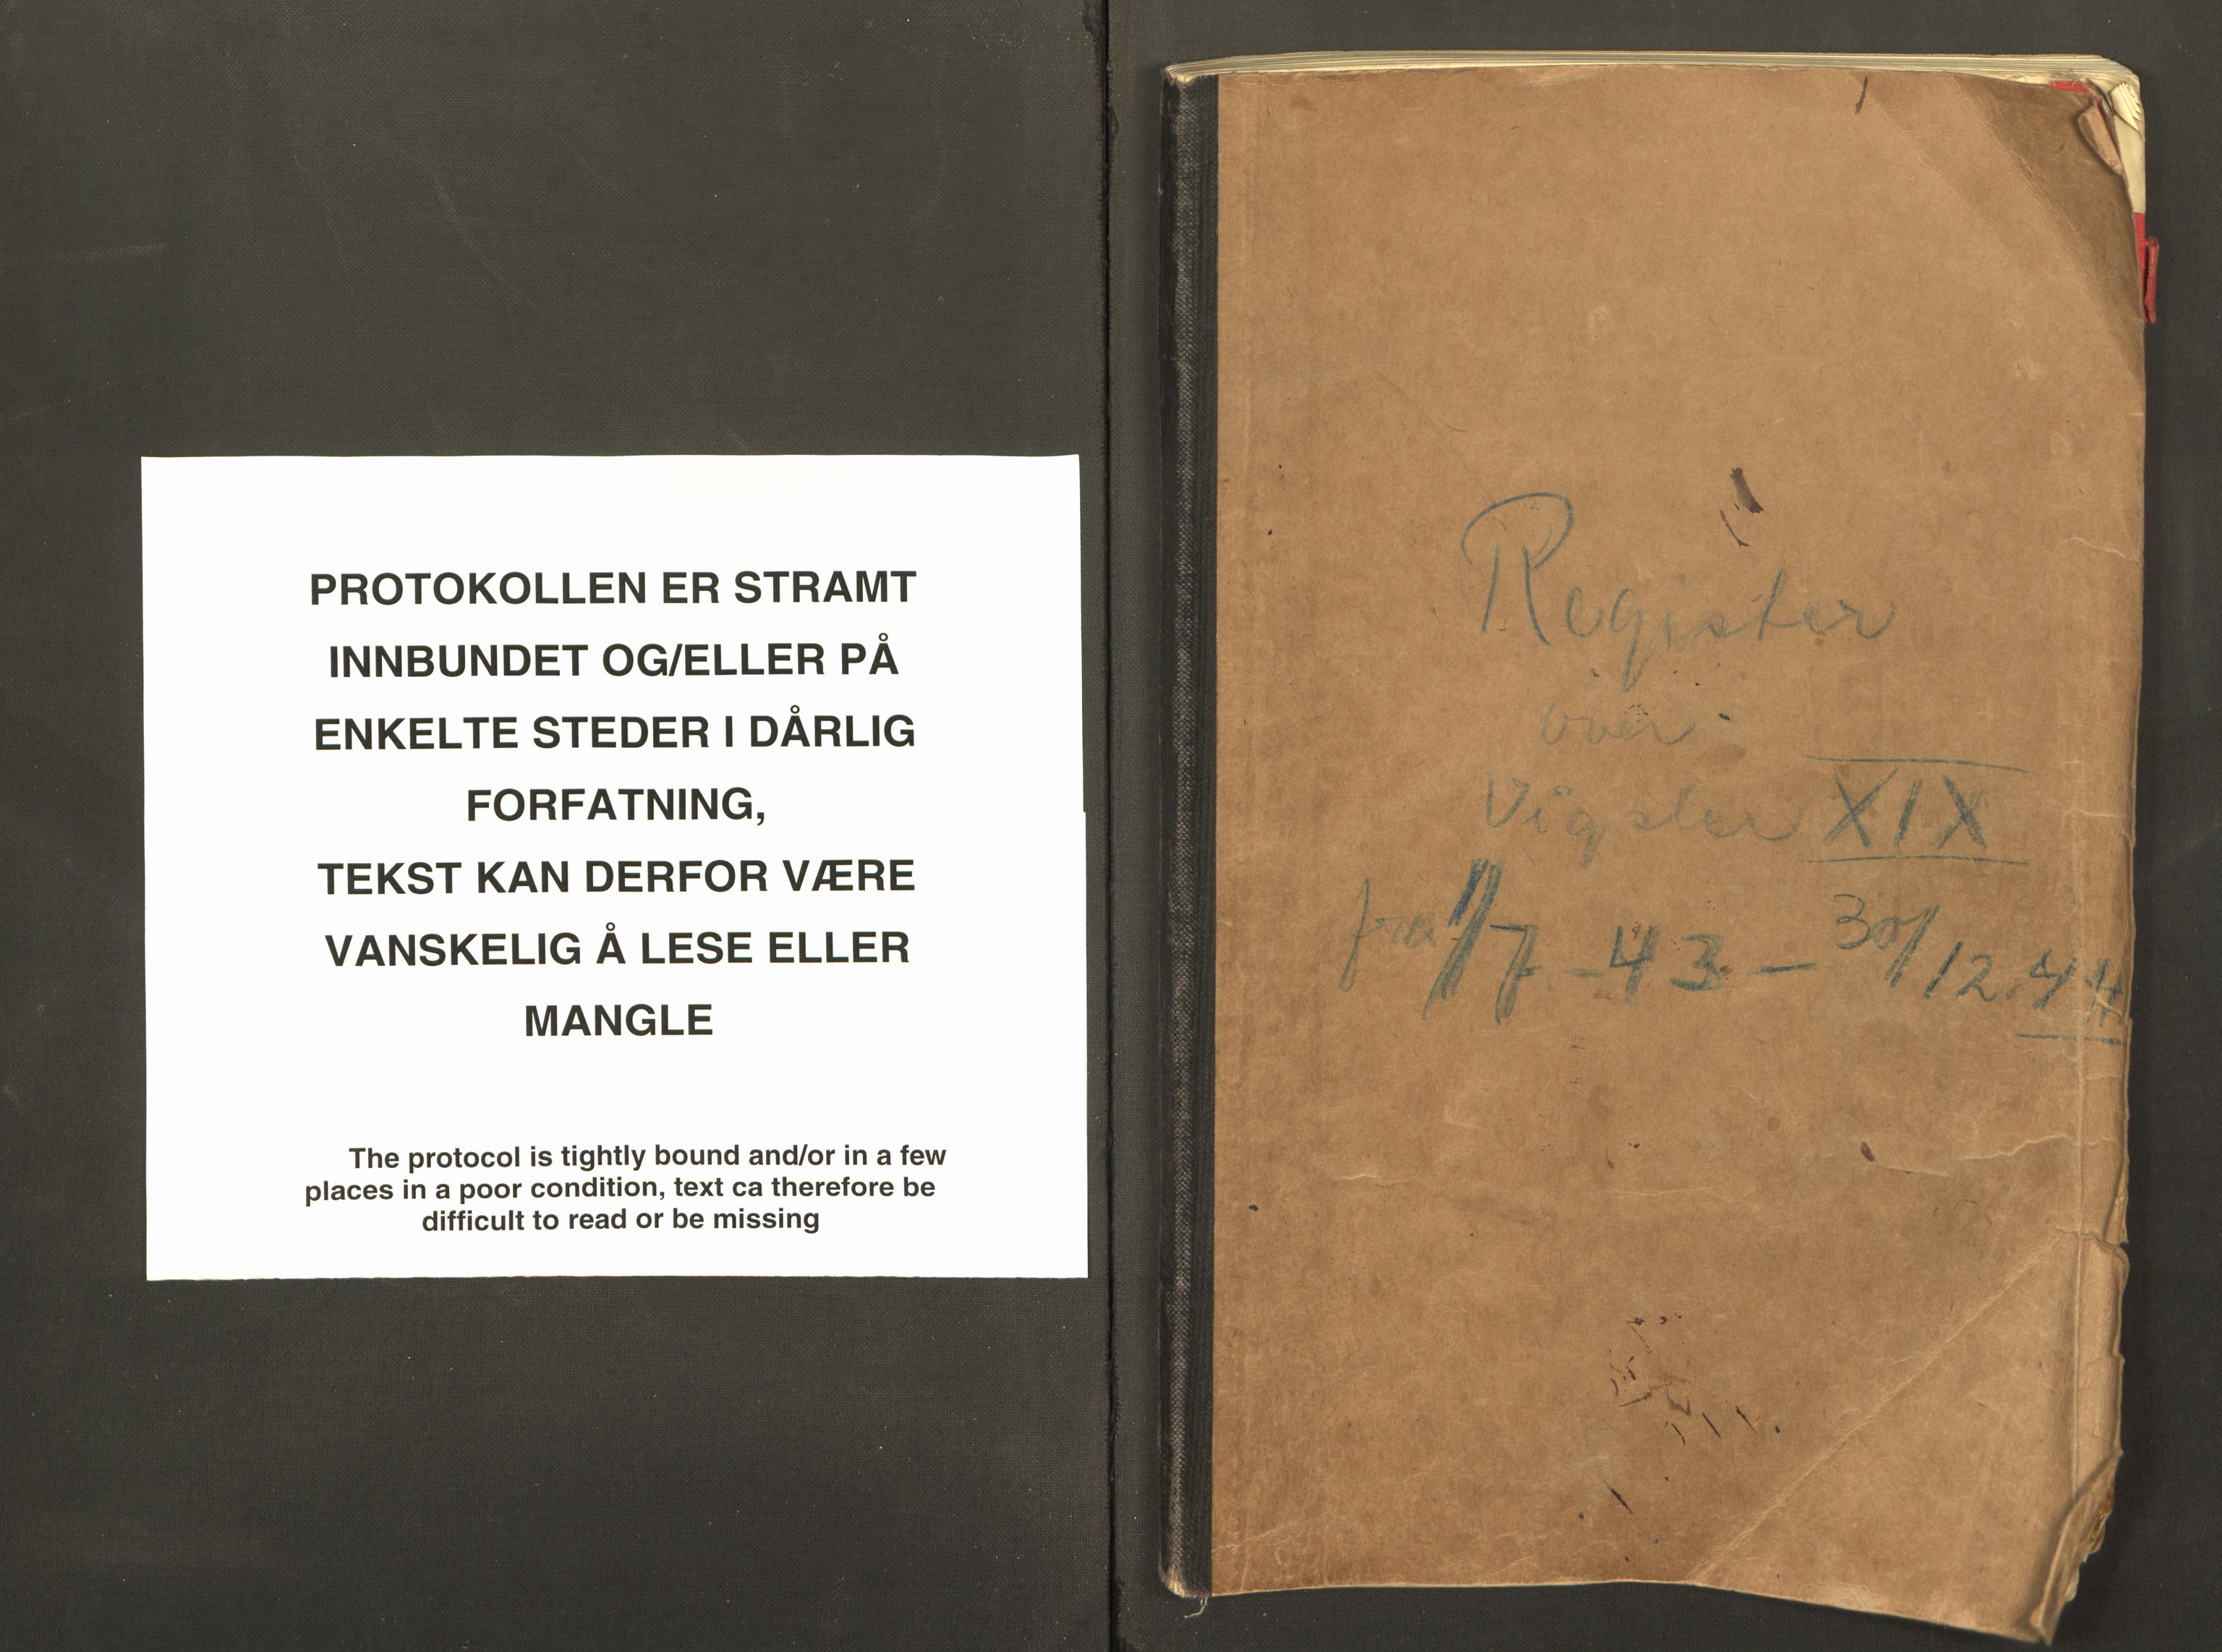 PROTOKOLLEN ER STRAMT
INNBUNDET OG/ELLER PÅ
ENKELTE STEDER I DÅRLIG
FORFATNING,
TEKST KAN DERFOR VÆRE
VANSKELIG Å LESE ELLER
MANGLE
The protocol is tightly bound and/or in a few
places in a poor condition, text ca therefore be
difficult to read or be missing
Register
over
Vigsler XIX
fra 1/7 - 43 - 30/12.44